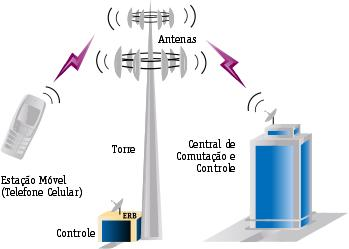 Antenas
Torre
Central de
Comutação e
Controle
Estação Móvel
(Telefone Celular)
ERB
Controle